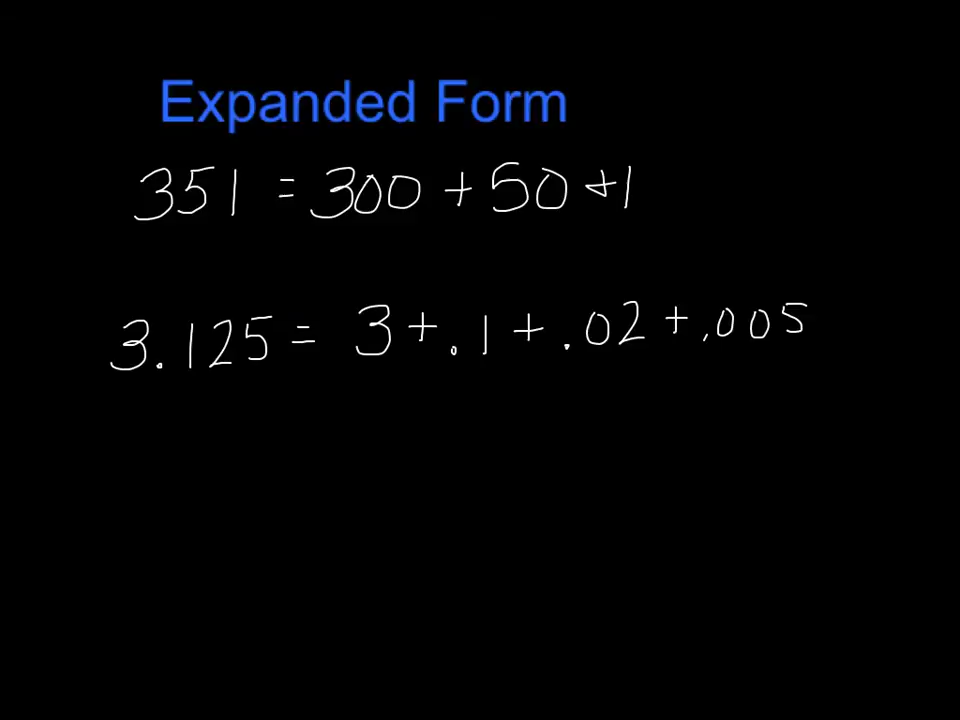 Expanded Form
351 = 300 + 50 + 1
3.125 = 3 + .1 + .02 + .005